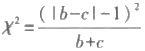 χ² = (|b−c|−1)² / b+c